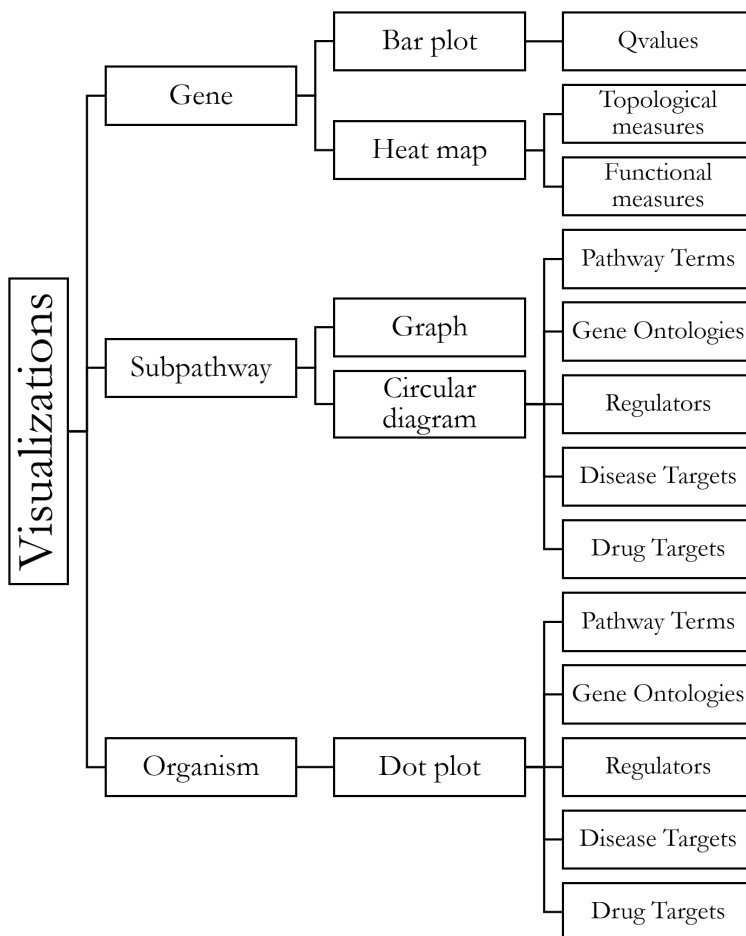 Visualizations
Gene
Bar plot
Qvalues
Heat map
Topological
measures
Functional
measures
Subpathway
Graph
Circular
diagram
Pathway Terms
Gene Ontologies
Regulators
Disease Targets
Drug Targets
Organism
Dot plot
Pathway Terms
Gene Ontologies
Regulators
Disease Targets
Drug Targets